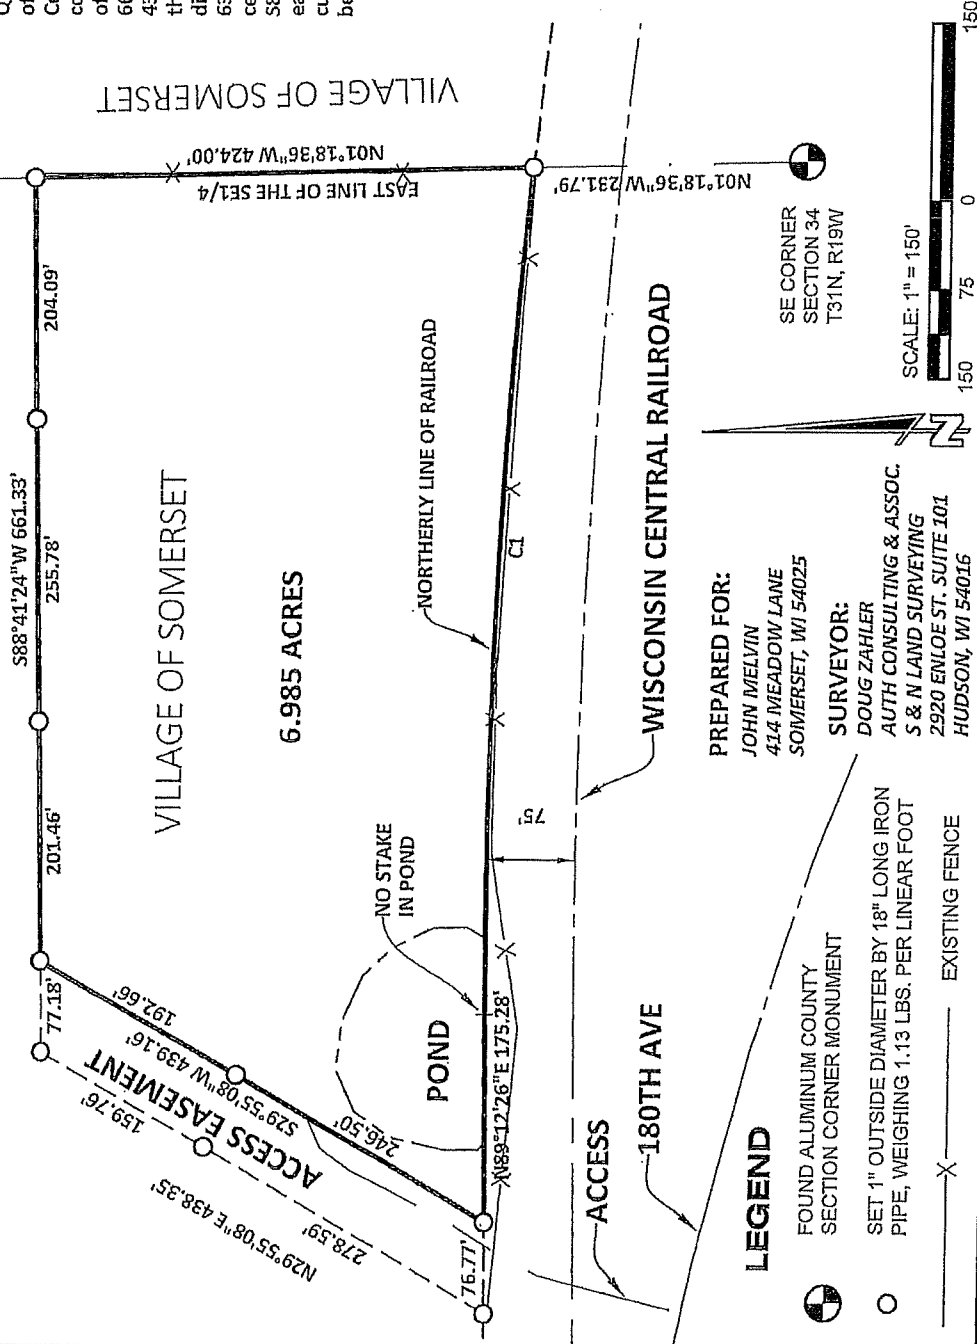 VILLAGE OF SOMERSET
S88°41'24"W 661.33'
77.18'
201.46'
255.78'
204.09'
N01°18'36"W 424.00'
EAST LINE OF THE SE1/4
N01°18'36"W 231.79'
VILLAGE OF SOMERSET
6.985 ACRES
192.66'
S29°55'08"W 439.16'
246.50'
ACCESS EASEMENT
159.76'
278.59'
N29°55'08"E 438.35'
NO STAKE
IN POND
POND
NORTHERLY LINE OF RAILROAD
C1
N89°12'26"E 175.28'
76.77'
75'
WISCONSIN CENTRAL RAILROAD
ACCESS
180TH AVE
SE CORNER
SECTION 34
T31N, R19W
PREPARED FOR:
JOHN MELVIN
414 MEADOW LANE
SOMERSET, WI 54025
SURVEYOR:
DOUG ZAHLER
AUTH CONSULTING & ASSOC.
S & N LAND SURVEYING
2920 ENLOE ST. SUITE 101
HUDSON, WI 54016
N
SCALE: 1" = 150'
150 75 0 150
LEGEND
FOUND ALUMINUM COUNTY
SECTION CORNER MONUMENT
SET 1" OUTSIDE DIAMETER BY 18" LONG IRON
PIPE, WEIGHING 1.13 LBS. PER LINEAR FOOT
EXISTING FENCE